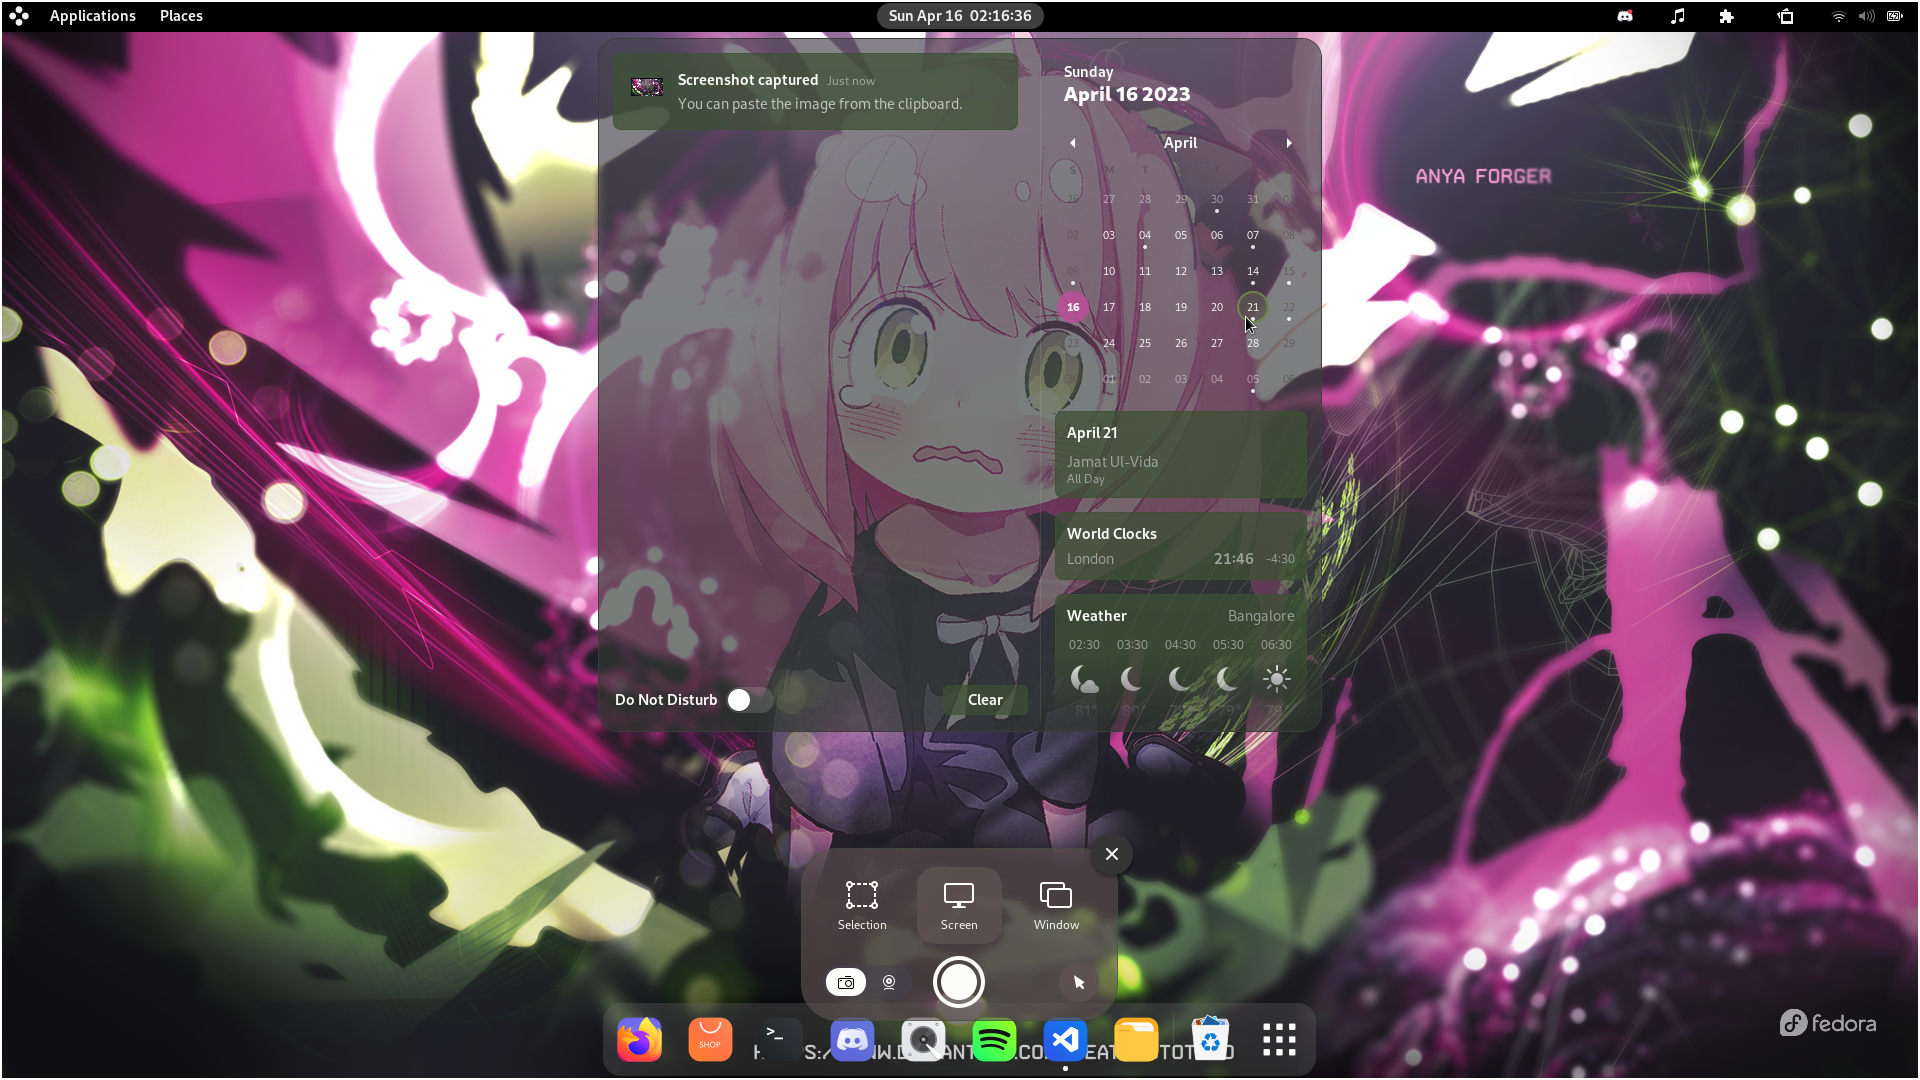 Applications Places Sun Apr 16 02:16:36
Screenshot captured Just now
You can paste the image from the clipboard.
Do Not Disturb
Clear
Sunday
April 16 2023
April
S M T
26 27 28 29 30 31
02 03 04 05 06 07 08
09 10 11 12 13 14 15
16 17 18 19 20 21 22
23 24 25 26 27 28 29
01 02 03 04 05 06
April 21
Jamat Ul-Vida
All Day
World Clocks
London 21:46 -4:30
Weather Bangalore
02:30 03:30 04:30 05:30 06:30
81° 80° 79° 78°
ANYA FORGER
Selection Screen Window
SHOP
fedora